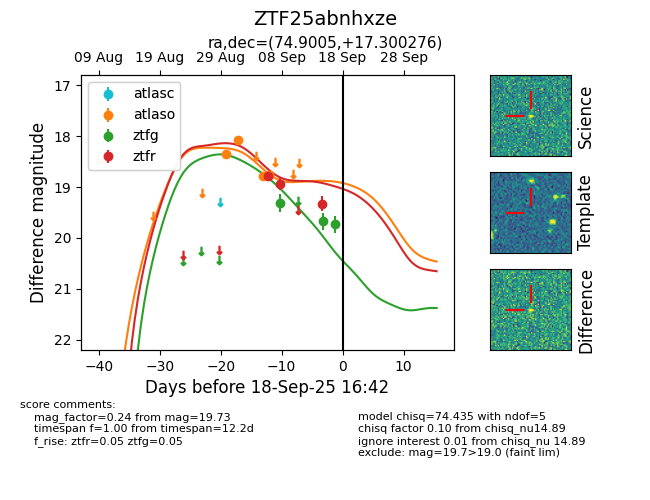 ZTF25abnhxze
ra,dec=(74.9005,+17.300276)
09 Aug 19 Aug 29 Aug 08 Sep 18 Sep 28 Sep
17
18
19
20
21
22
Difference magnitude
atlasc
atlaso
ztfg
ztfr
−40 −30 −20 −10 0 10
Days before 18-Sep-25 16:42
Science
Template
Difference
score comments:
mag_factor=0.24 from mag=19.73
timespan f=1.00 from timespan=12.2d
f_rise: ztfr=0.05 ztfg=0.05
model chisq=74.435 with ndof=5
chisq factor 0.10 from chisq_nu14.89
ignore interest 0.01 from chisq_nu 14.89
exclude: mag=19.7>19.0 (faint lim)